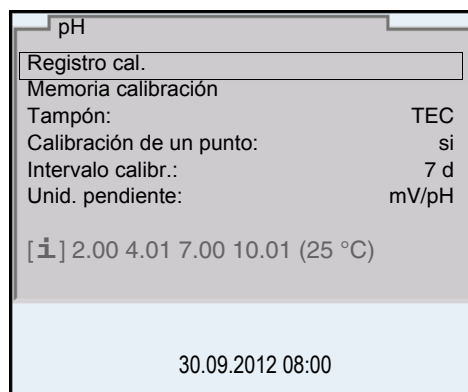 pH
Registro cal.
Memoria calibración
Tampón: TEC
Calibración de un punto: si
Intervalo calibr.: 7 d
Unid. pendiente: mV/pH
[i] 2.00 4.01 7.00 10.01 (25 °C)
30.09.2012 08:00